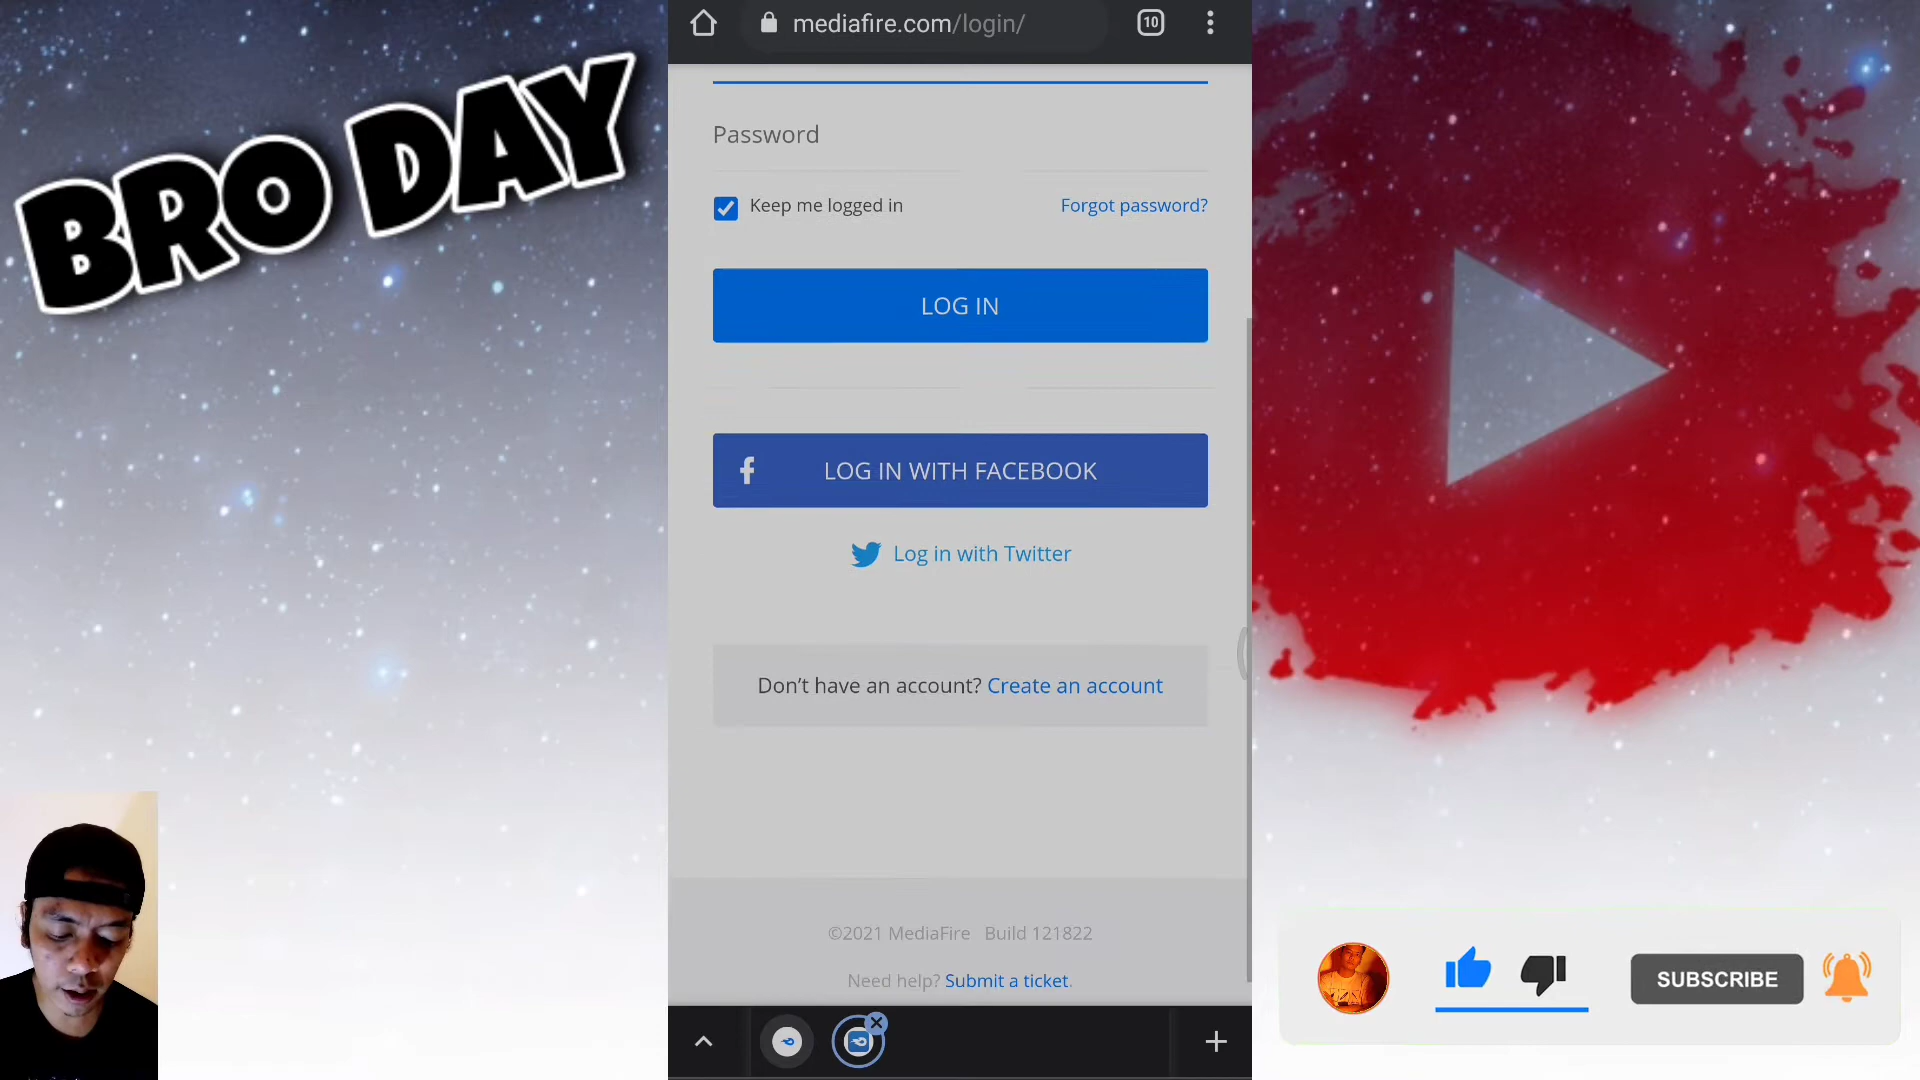 BRO DAY
mediafire.com/login/
10
Password
Keep me logged in
Forgot password?
LOG IN
LOG IN WITH FACEBOOK
Log in with Twitter
Don’t have an account? Create an account
©2021 MediaFire Build 121822
Need help? Submit a ticket.
SUBSCRIBE